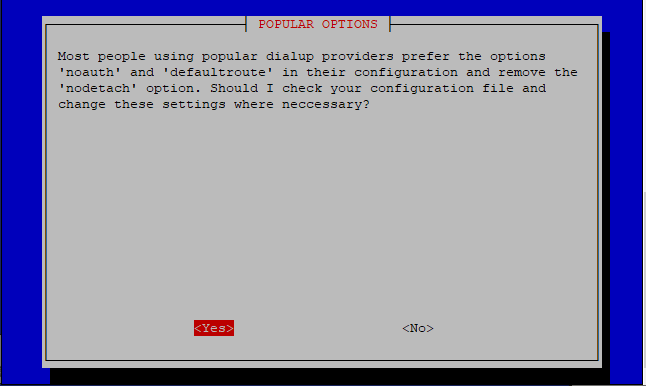 POPULAR OPTIONS
Most people using popular dialup providers prefer the options
'noauth' and 'defaultroute' in their configuration and remove the
'nodetach' option. Should I check your configuration file and
change these settings where neccessary?
<Yes> <No>